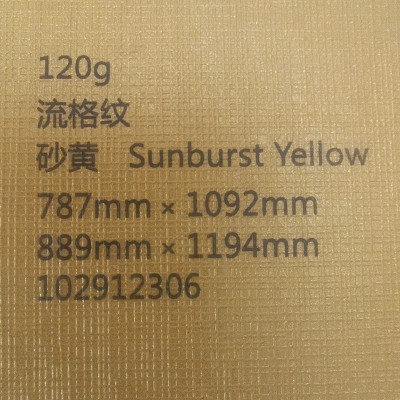 120g
流格纹
砂黄 Sunburst Yellow
787mm × 1092mm
889mm × 1194mm
102912306